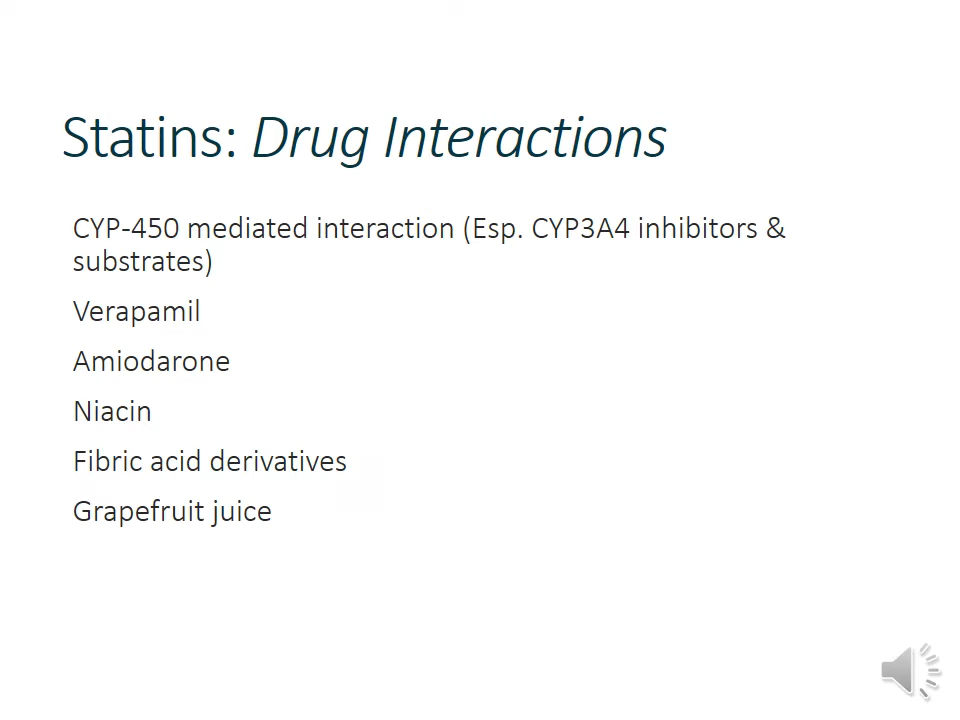 Statins: Drug Interactions
CYP-450 mediated interaction (Esp. CYP3A4 inhibitors &
substrates)
Verapamil
Amiodarone
Niacin
Fibric acid derivatives
Grapefruit juice